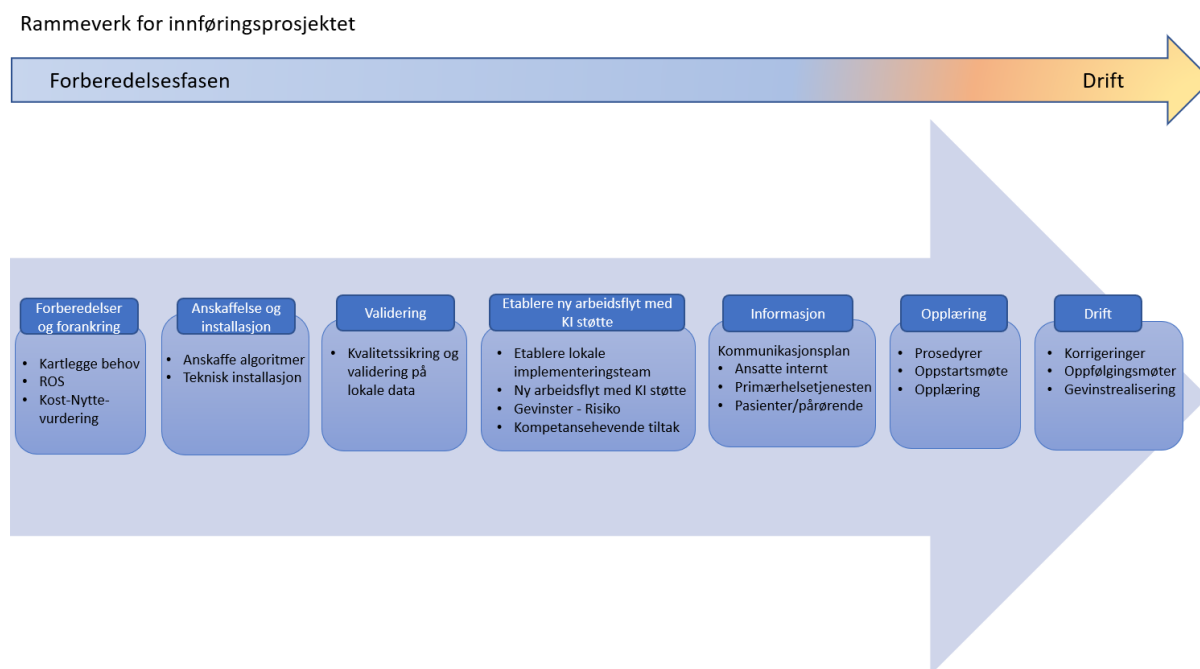 Rammeverk for innføringsprosjektet
Forberedelsesfasen
Drift
Forberedelser
og forankring
• Kartlegge behov
• ROS
• Kost-Nytte-
vurdering
Anskaffelse og
installasjon
• Anskaffe algoritmer
• Teknisk installasjon
Validering
• Kvalitetssikring og
validering på
lokale data
Etablere ny arbeidsflyt med
KI støtte
• Etablere lokale
implementeringsteam
• Ny arbeidsflyt med KI støtte
• Gevinster - Risiko
• Kompetansehevende tiltak
Informasjon
Kommunikasjonsplan
• Ansatte internt
• Primærhelsetjenesten
• Pasienter/pårørende
Opplæring
• Prosedyrer
• Oppstartsmøte
• Opplæring
Drift
• Korrigeringer
• Oppfølgingsmøter
• Gevinstrealisering